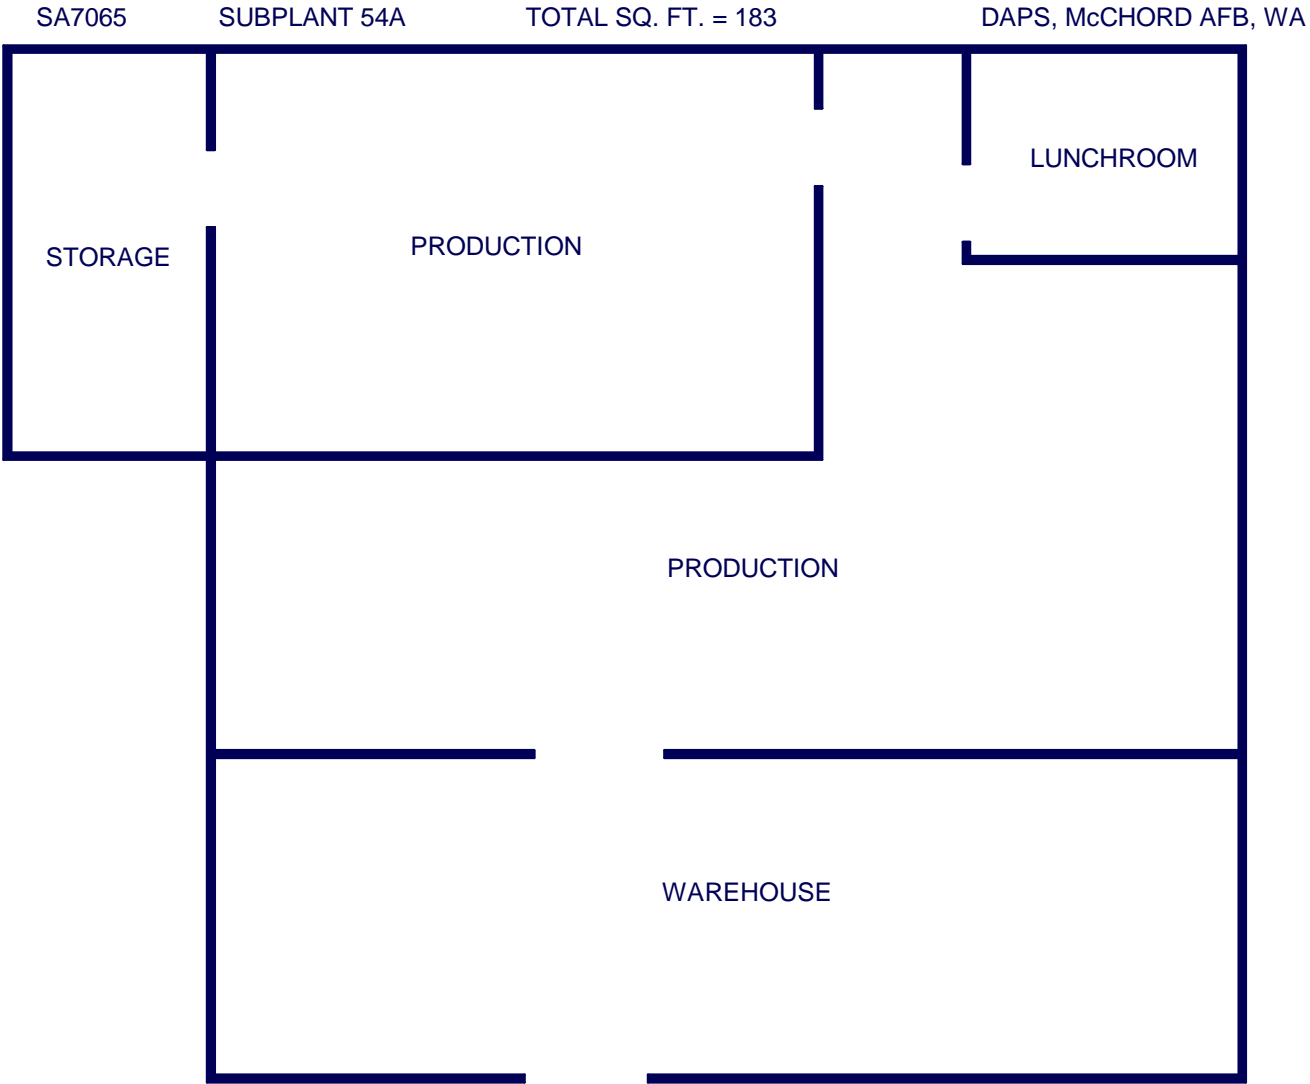 SA7065 SUBPLANT 54A TOTAL SQ. FT. = 183 DAPS, McCHORD AFB, WA
LUNCHROOM
PRODUCTION
STORAGE
PRODUCTION
WAREHOUSE